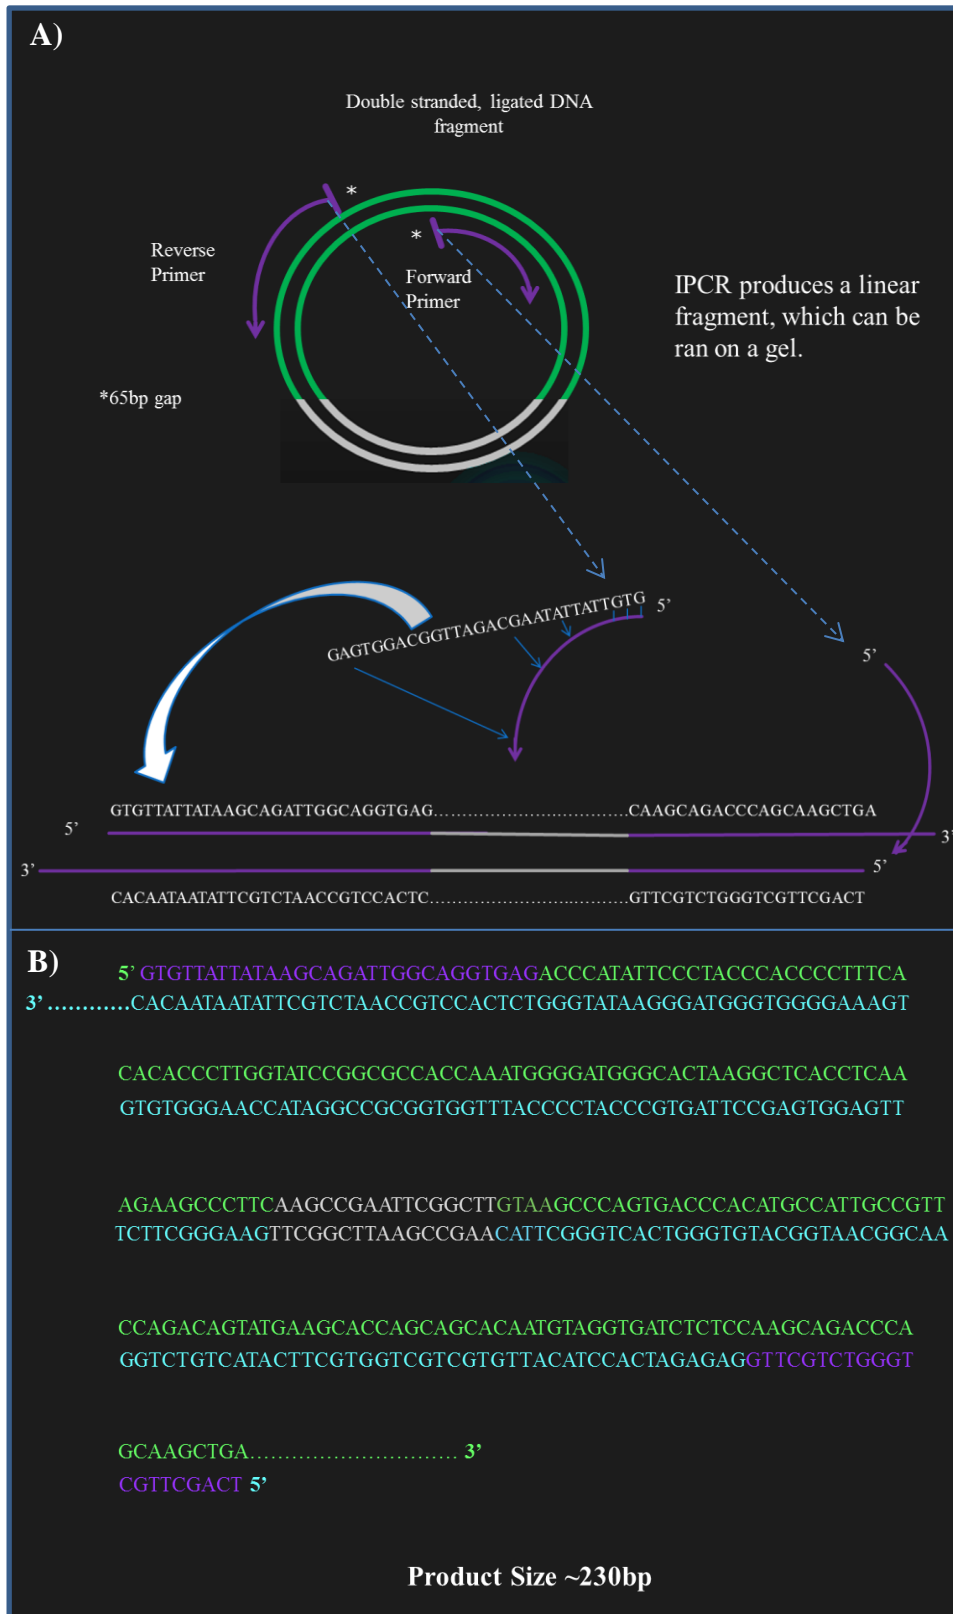 A)
Double stranded, ligated DNA
fragment
*
*
Reverse
Primer
Forward
Primer
IPCR produces a linear
fragment, which can be
ran on a gel.
*65bp gap
GAGTGGACGGTTAGACGAATATTATTGTG
5’
5’
GTGTTATTATAAGCAGATTGGCAGGTGAG……………………..………….CAAGCAGACCCAGCAAGCTGA
5’
3’
3’
5’
CACAATAATATTCGTCTAACCGTCCACTC……………………..……….GTTCGTCTGGGTCGTTCGACT
B)
5’ GTGTTATTATAAGCAGATTGGCAGGTGAGACCCATATTCCCTACCCACCCCTTTCA
3’ …………CACAATAATATTCGTCTAACCGTCCACTCTGGGTATAAGGGATGGGTGGGGAAAGT
CACACCCTTGGTATCCGGCGCCACCAAATGGGGATGGGCACTAAGGCTCACCTCAA
GTGTGGGAACCATAGGCCGCGGTGGTTTACCCCTACCCGTGATTCCGAGTGGAGTT
AGAAGCCCTTCAAGCCGAATTCGGCTTGTAAGCCCAGTGACCCACATGCCATTGCCGTT
TCTTCGGGAAGTTCGGCTTAAGCCGAACATTCGGGTCACTGGGTGTACGGTAACGGCAA
CCAGACAGTATGAAGCACCAGCAGCACAATGTAGGTGATCTCTCCAAGCAGACCCA
GGTCTGTCATACTTCGTGGTCGTCGTGTTACATCCACTAGAGAGGTTCGTCTGGGT
GCAAGCTGA………………………… 3’
CGTTCGACT 5’
Product Size ~230bp